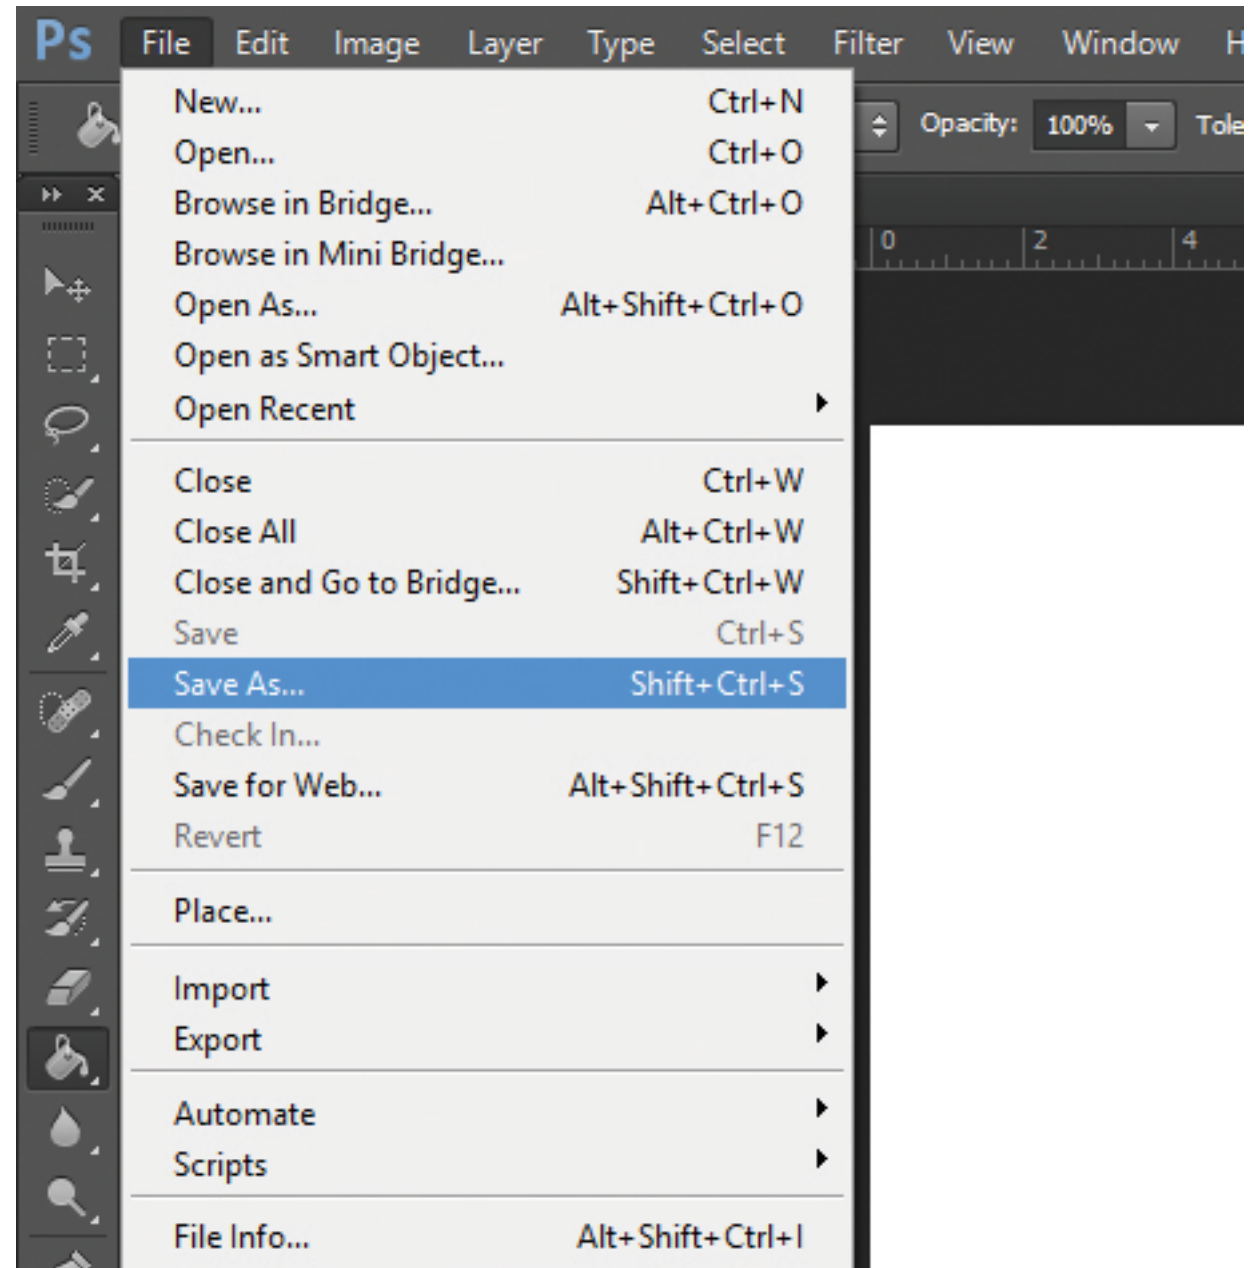 Ps File Edit Image Layer Type Select Filter View Window H
Opacity: 100% Tole
0 2 4
New... Ctrl+N
Open... Ctrl+O
Browse in Bridge... Alt+Ctrl+O
Browse in Mini Bridge...
Open As... Alt+Shift+Ctrl+O
Open as Smart Object...
Open Recent
Close Ctrl+W
Close All Alt+Ctrl+W
Close and Go to Bridge... Shift+Ctrl+W
Save Ctrl+S
Save As... Shift+Ctrl+S
Check In...
Save for Web... Alt+Shift+Ctrl+S
Revert F12
Place...
Import
Export
Automate
Scripts
File Info... Alt+Shift+Ctrl+I